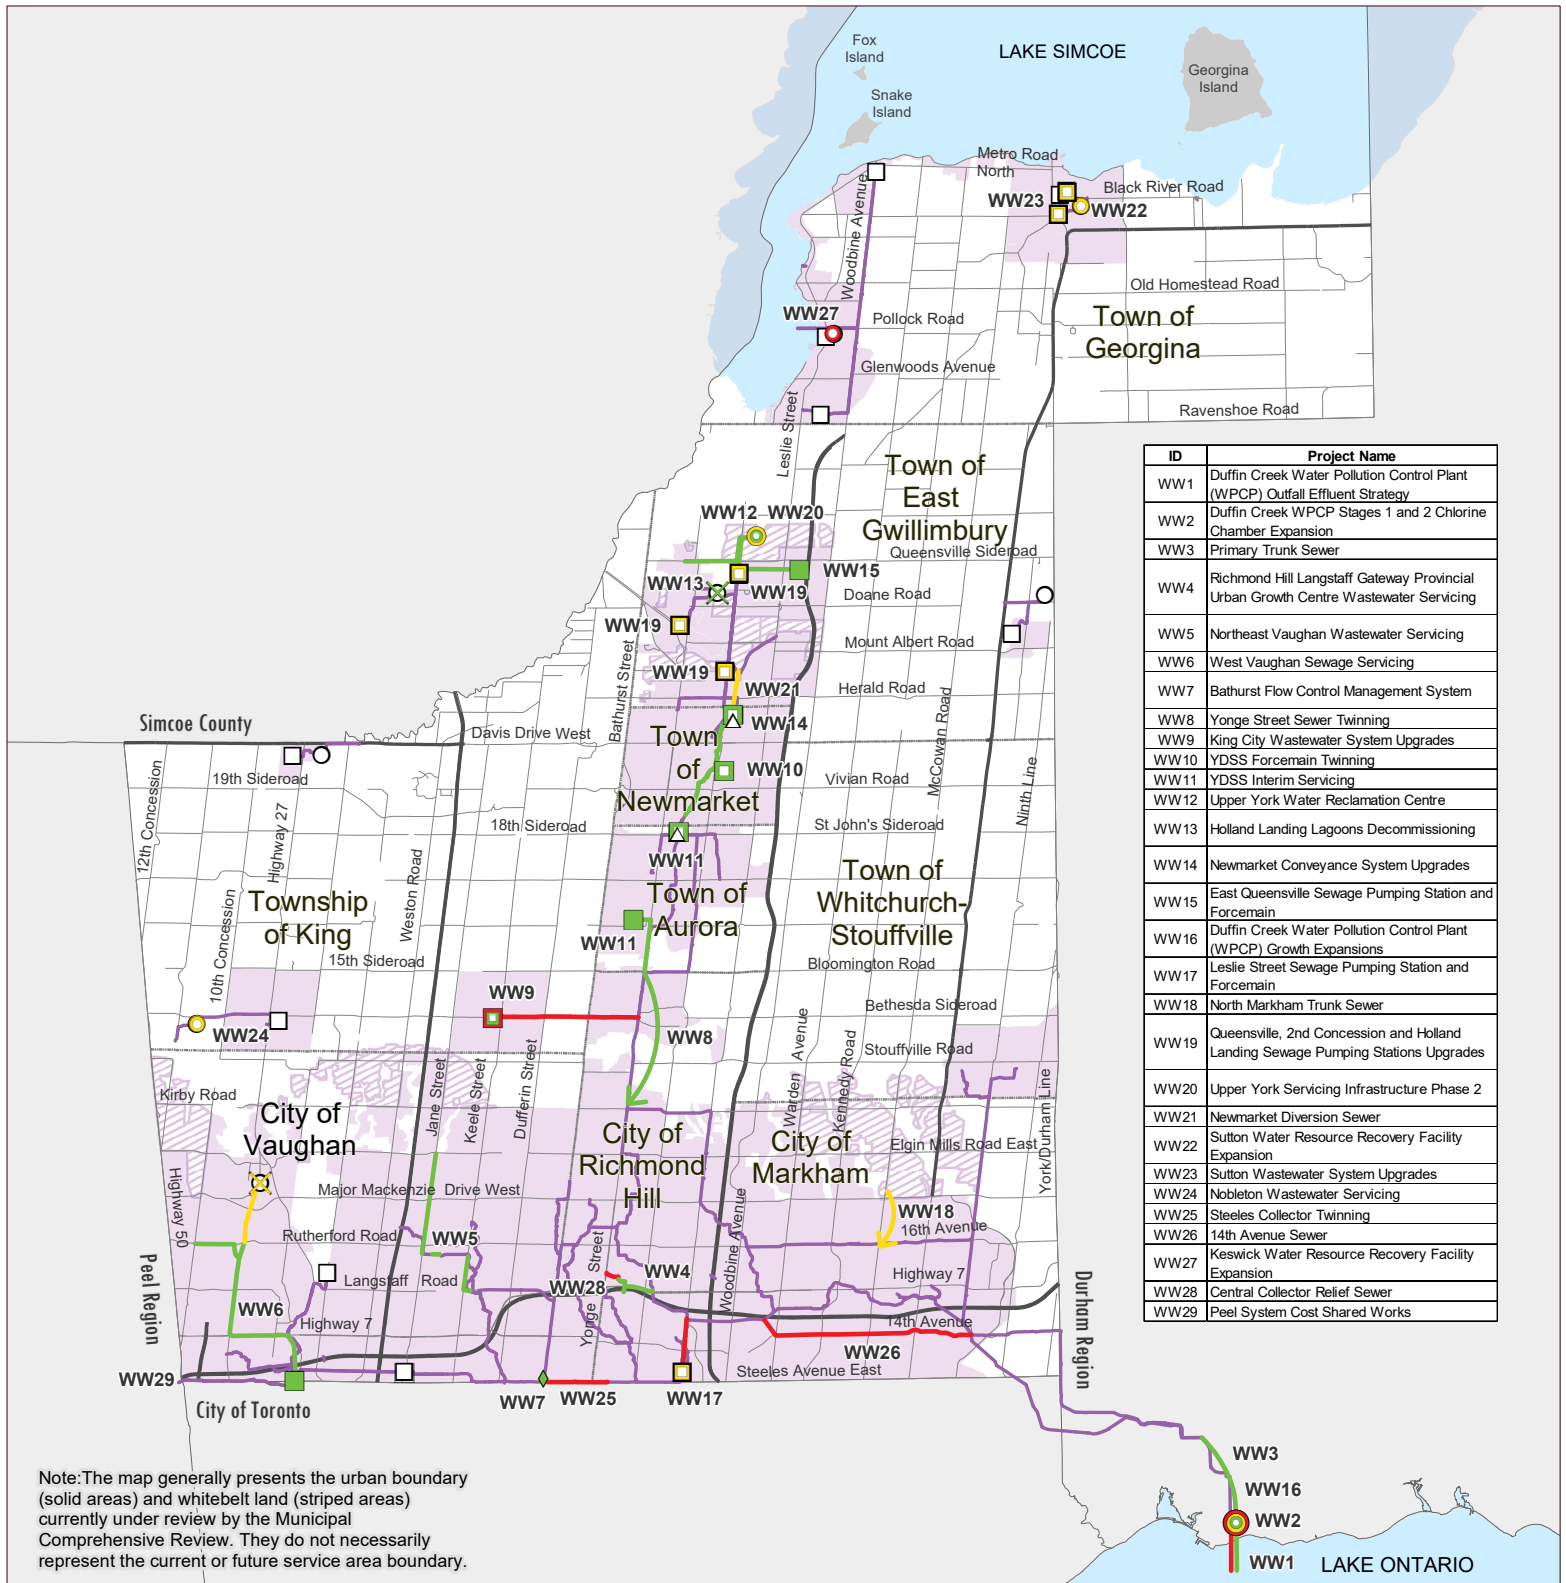 LAKE SIMCOE
Fox
Island
Snake
Island
Georgina
Island
Metro Road
North
Black River Road
WW23
WW22
Woodbine Avenue
Old Homestead Road
WW27
Pollock Road
Town of
Georgina
Glenwoods Avenue
Ravenshoe Road
Leslie Street
Town of
East
Gwillimbury
WW12
WW20
Queensville Sideroad
WW15
WW13
WW19
Doane Road
WW19
Mount Albert Road
WW19
WW21
Herald Road
Bathurst Street
McCowan Road
Simcoe County
Davis Drive West
WW14
Town
of
Newmarket
WW10
Vivian Road
Ninth Line
19th Sideroad
12th Concession
Highway 27
18th Sideroad
St John's Sideroad
WW11
Weston Road
Town of
Whitchurch-
Stouffville
Township
of King
Town of
Aurora
10th Concession
WW11
15th Sideroad
Bloomington Road
WW9
Bethesda Sideroad
WW24
WW8
Warden Avenue
Kennedy Road
Stouffville Road
Kirby Road
City of
Vaughan
Jane Street
Keele Street
Dufferin Street
York/Durham Line
City of
Richmond
Hill
City of
Markham
Elgin Mills Road East
Highway 50
Major Mackenzie Drive West
WW18
16th Avenue
Rutherford Road
WW5
Yonge Street
Woodbine Avenue
Peel Region
Langstaff Road
WW28
WW4
Highway 7
Durham Region
WW6
Highway 7
14th Avenue
WW26
Steeles Avenue East
WW29
WW7
WW25
WW17
City of Toronto
WW3
WW16
WW2
WW1
LAKE ONTARIO
ID Project Name
WW1 Duffin Creek Water Pollution Control Plant
(WPCP) Outfall Effluent Strategy
WW2 Duffin Creek WPCP Stages 1 and 2 Chlorine
Chamber Expansion
WW3 Primary Trunk Sewer
WW4 Richmond Hill Langstaff Gateway Provincial
Urban Growth Centre Wastewater Servicing
WW5 Northeast Vaughan Wastewater Servicing
WW6 West Vaughan Sewage Servicing
WW7 Bathurst Flow Control Management System
WW8 Yonge Street Sewer Twinning
WW9 King City Wastewater System Upgrades
WW10 YDSS Forcemain Twinning
WW11 YDSS Interim Servicing
WW12 Upper York Water Reclamation Centre
WW13 Holland Landing Lagoons Decommissioning
WW14 Newmarket Conveyance System Upgrades
WW15 East Queensville Sewage Pumping Station and
Forcemain
WW16 Duffin Creek Water Pollution Control Plant
(WPCP) Growth Expansions
WW17 Leslie Street Sewage Pumping Station and
Forcemain
WW18 North Markham Trunk Sewer
WW19 Queensville, 2nd Concession and Holland
Landing Sewage Pumping Stations Upgrades
WW20 Upper York Servicing Infrastructure Phase 2
WW21 Newmarket Diversion Sewer
WW22 Sutton Water Resource Recovery Facility
Expansion
WW23 Sutton Wastewater System Upgrades
WW24 Nobleton Wastewater Servicing
WW25 Steeles Collector Twinning
WW26 14th Avenue Sewer
WW27 Keswick Water Resource Recovery Facility
Expansion
WW28 Central Collector Relief Sewer
WW29 Peel System Cost Shared Works
Note:The map generally presents the urban boundary
(solid areas) and whitebelt land (striped areas)
currently under review by the Municipal
Comprehensive Review. They do not necessarily
represent the current or future service area boundary.